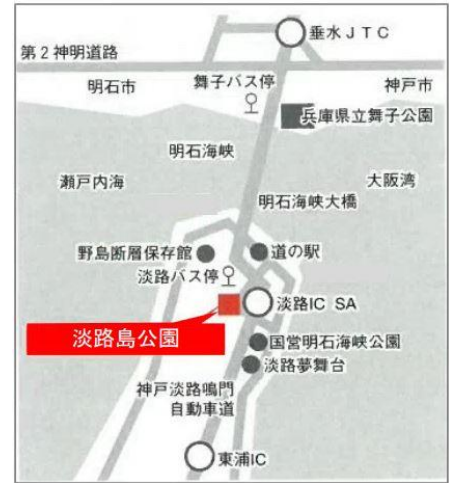 垂水JTC
第2神明道路
舞子バス停
明石市
神戸市
兵庫県立舞子公園
明石海峡
瀬戸内海
大阪湾
明石海峡大橋
野島断層保存館
道の駅
淡路バス停
淡路IC SA
淡路島公園
国営明石海峡公園
淡路夢舞台
神戸淡路鳴門
自動車道
東浦IC